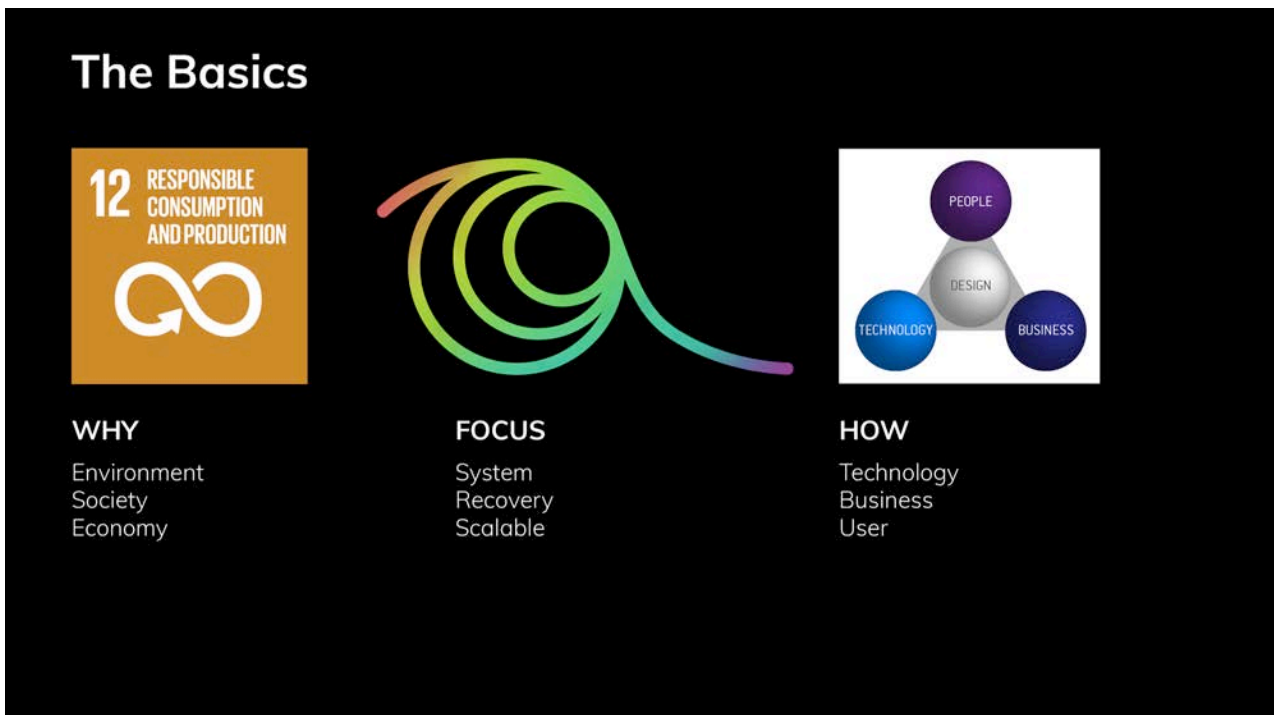 The Basics
12 RESPONSIBLE
CONSUMPTION
AND PRODUCTION
PEOPLE
DESIGN
TECHNOLOGY
BUSINESS
WHY
Environment
Society
Economy
FOCUS
System
Recovery
Scalable
HOW
Technology
Business
User